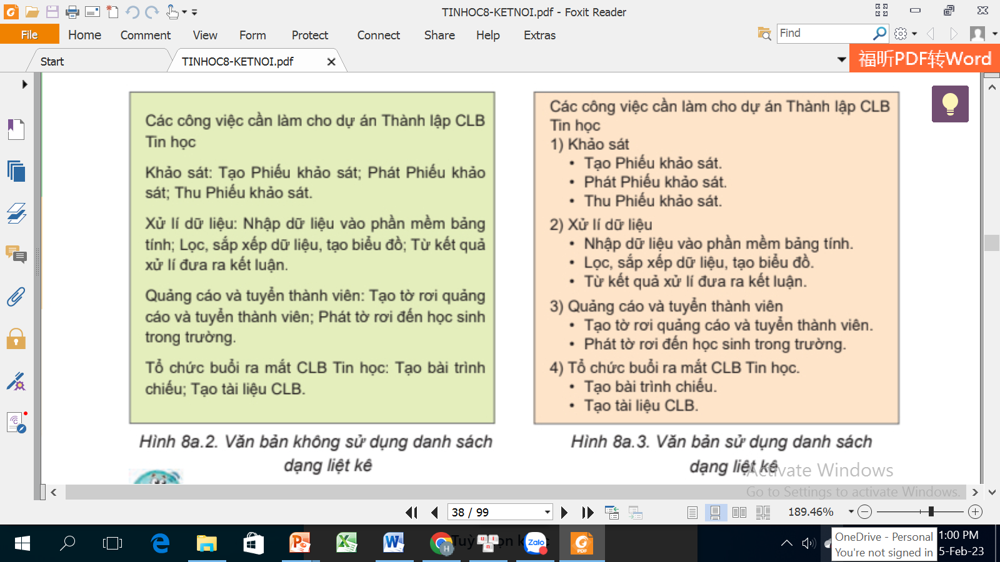 TINHOC8-KETNOI.pdf - Foxit Reader
File Home Comment View Form Protect Connect Share Help Extras
Find
Start
TINHOC8-KETNOI.pdf
福昕PDF转Word
Các công việc cần làm cho dự án Thành lập CLB
Tin học
Khảo sát: Tạo Phiếu khảo sát; Phát Phiếu khảo
sát; Thu Phiếu khảo sát.
Xử lí dữ liệu: Nhập dữ liệu vào phần mềm bảng
tính; Lọc, sắp xếp dữ liệu, tạo biểu đồ; Từ kết quả
xử lí đưa ra kết luận.
Quảng cáo và tuyển thành viên: Tạo tờ rơi quảng
cáo và tuyển thành viên; Phát tờ rơi đến học sinh
trong trường.
Tổ chức buổi ra mắt CLB Tin học: Tạo bài trình
chiếu; Tạo tài liệu CLB.
Hình 8a.2. Văn bản không sử dụng danh sách
dạng liệt kê
Các công việc cần làm cho dự án Thành lập CLB
Tin học
1) Khảo sát
• Tạo Phiếu khảo sát.
• Phát Phiếu khảo sát.
• Thu Phiếu khảo sát.
2) Xử lí dữ liệu
• Nhập dữ liệu vào phần mềm bảng tính.
• Lọc, sắp xếp dữ liệu, tạo biểu đồ.
• Từ kết quả xử lí đưa ra kết luận.
3) Quảng cáo và tuyển thành viên
• Tạo tờ rơi quảng cáo và tuyển thành viên.
• Phát tờ rơi đến học sinh trong trường.
4) Tổ chức buổi ra mắt CLB Tin học.
• Tạo bài trình chiếu.
• Tạo tài liệu CLB.
Hình 8a.3. Văn bản sử dụng danh sách
dạng liệt kê
Activate Windows
Go to Settings to activate Windows.
38 / 99
189.46%
Zalo
PDF
OneDrive - Personal
You're not signed in
1:00 PM
5-Feb-23